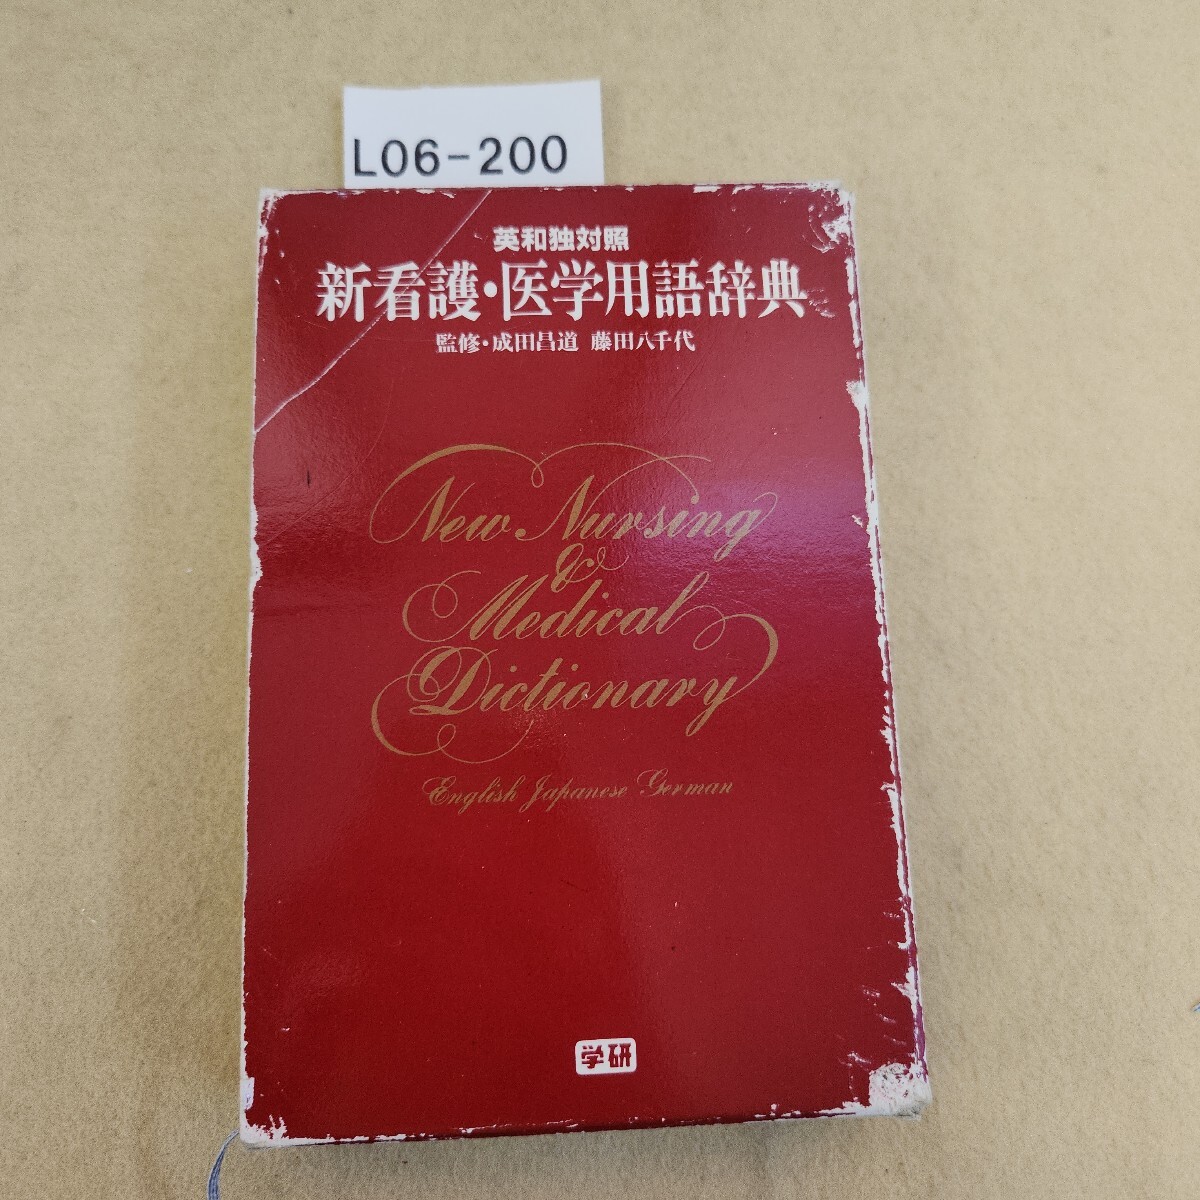 L06-200
英和独対照
新看護・医学用語辞典
監修・成田昌道 藤田八千代
New Nursing
&
Medical
Dictionary
English Japanese German
学研